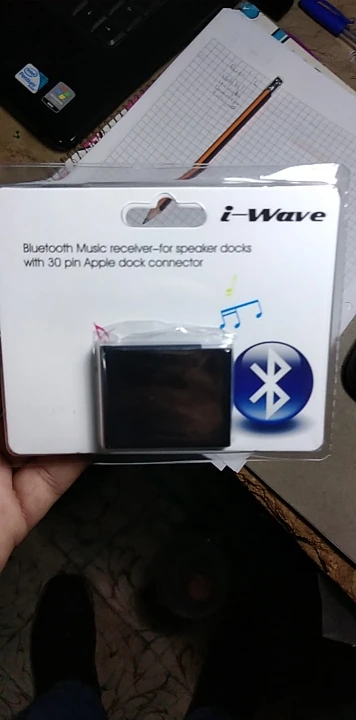 i-Wave
Bluetooth Music receiver-for speaker docks
with 30 pin Apple dock connector